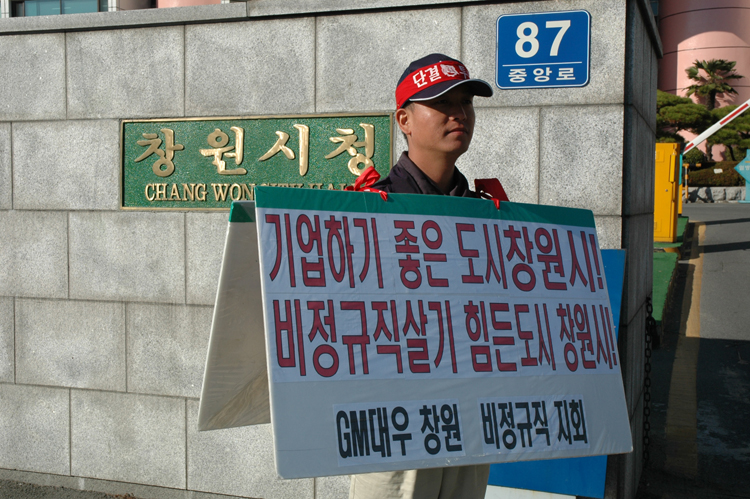 87
중앙로
단결
창원시청
CHANG WON CITY HALL
기업하기 좋은 도시창원시!
비정규직살기 힘든도시 창원시!
GM대우 창원 비정규직 지회